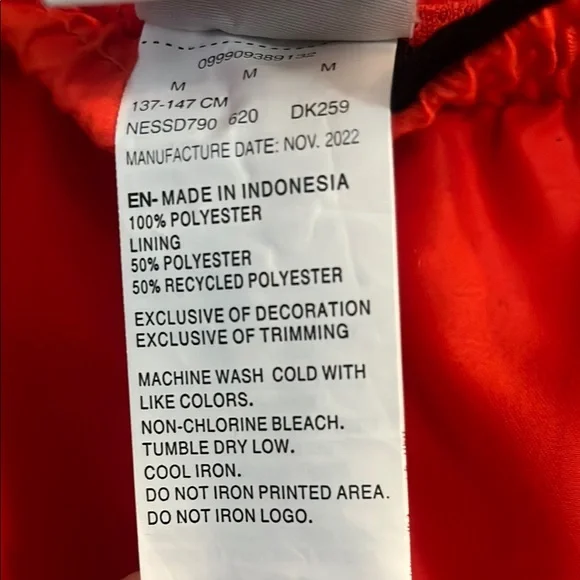 099909389132
M M M
137-147 CM
NESSD790 620 DK259
MANUFACTURE DATE: NOV. 2022
EN- MADE IN INDONESIA
100% POLYESTER
LINING
50% POLYESTER
50% RECYCLED POLYESTER
EXCLUSIVE OF DECORATION
EXCLUSIVE OF TRIMMING
MACHINE WASH COLD WITH
LIKE COLORS.
NON-CHLORINE BLEACH.
TUMBLE DRY LOW.
COOL IRON.
DO NOT IRON PRINTED AREA.
DO NOT IRON LOGO.